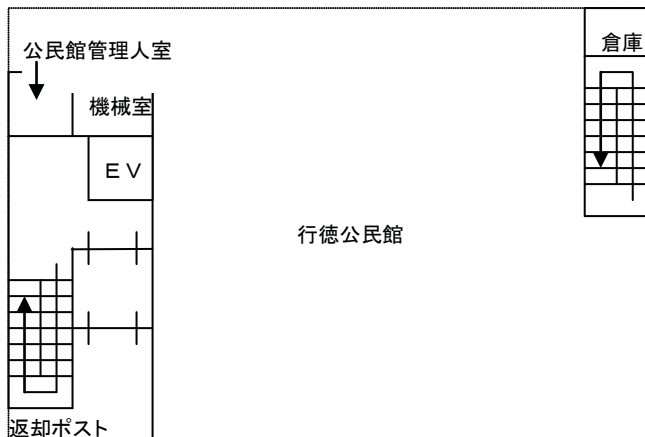 倉庫
公民館管理人室
機械室
ＥＶ
行徳公民館
返却ポスト